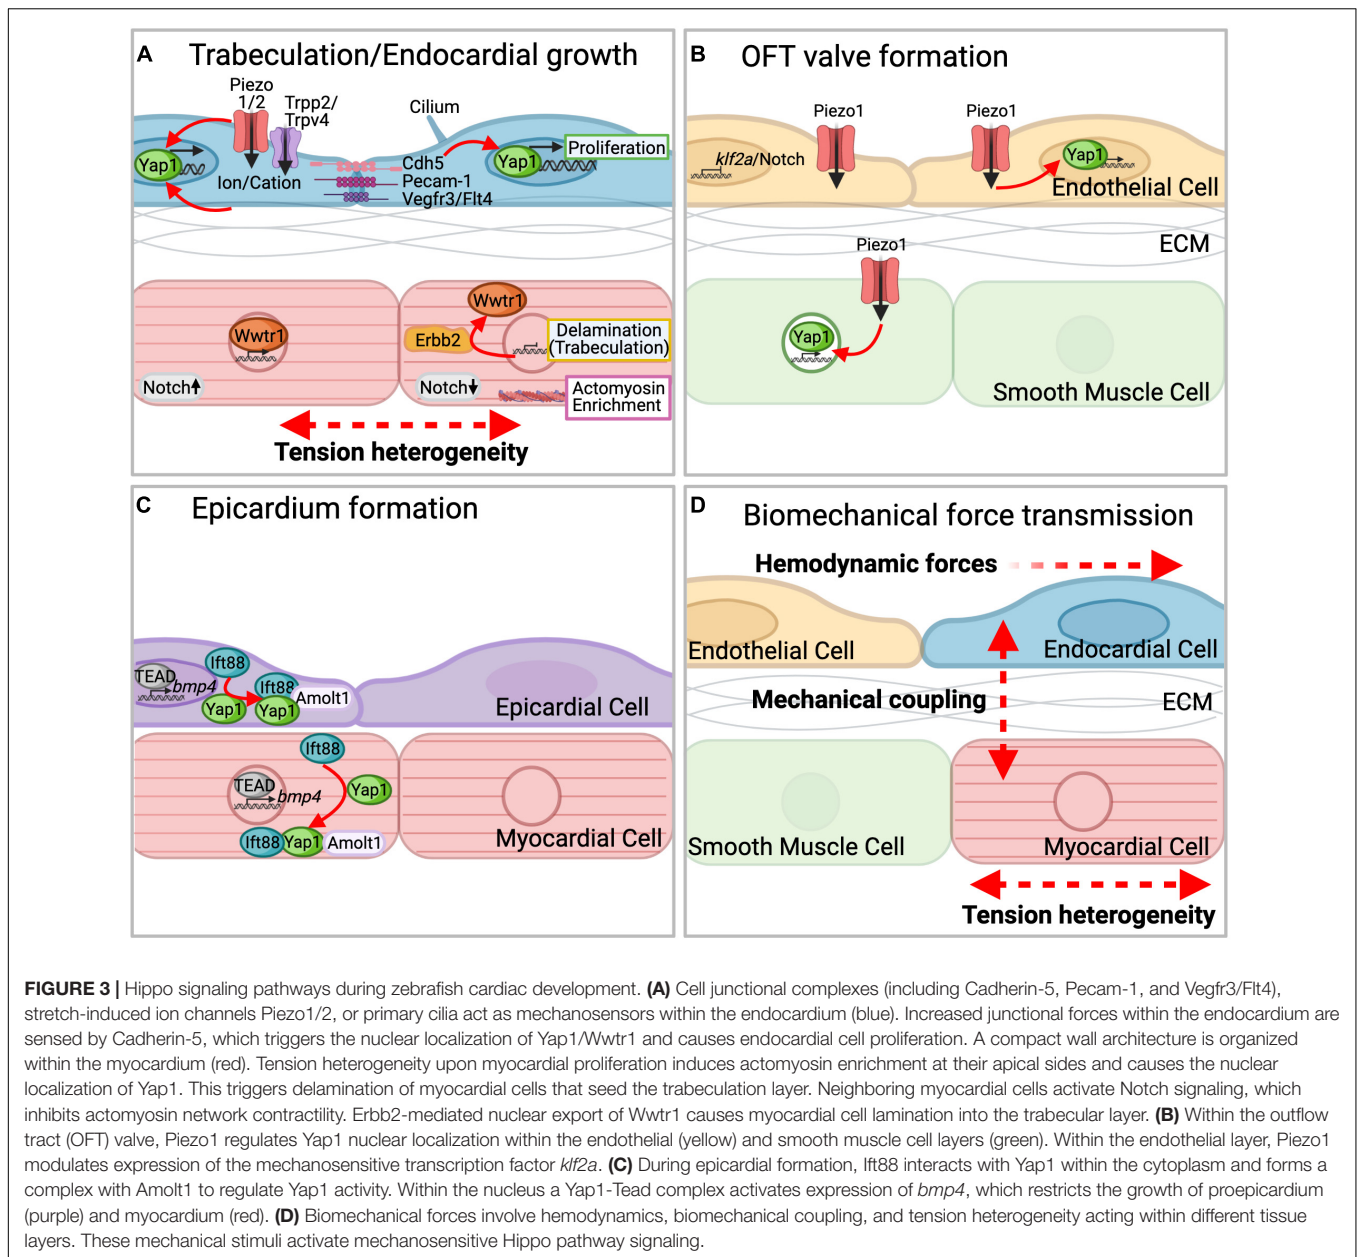 A
Trabeculation/Endocardial growth
Piezo
1/2
Trpp2/
Trpv4
Cilium
Yap1
Ion/Cation
Cdh5
Pecam-1
Vegfr3/Flt4
Yap1
Proliferation
Wwtr1
Notch
Wwtr1
Erbb2
Delamination
(Trabeculation)
Notch
Actomyosin
Enrichment
Tension heterogeneity
B
OFT valve formation
Piezo1
Piezo1
klf2a/Notch
Yap1
Endothelial Cell
ECM
Piezo1
Yap1
Smooth Muscle Cell
C
Epicardium formation
TEAD
bmp4
Ift88
Yap1
Ift88
Yap1
Amolt1
Epicardial Cell
Ift88
TEAD
bmp4
Yap1
Ift88
Yap1
Amolt1
Myocardial Cell
D
Biomechanical force transmission
Hemodynamic forces
Endothelial Cell
Endocardial Cell
Mechanical coupling
ECM
Smooth Muscle Cell
Myocardial Cell
Tension heterogeneity
FIGURE 3 | Hippo signaling pathways during zebrafish cardiac development. (A) Cell junctional complexes (including Cadherin-5, Pecam-1, and Vegfr3/Flt4),
stretch-induced ion channels Piezo1/2, or primary cilia act as mechanosensors within the endocardium (blue). Increased junctional forces within the endocardium are
sensed by Cadherin-5, which triggers the nuclear localization of Yap1/Wwtr1 and causes endocardial cell proliferation. A compact wall architecture is organized
within the myocardium (red). Tension heterogeneity upon myocardial proliferation induces actomyosin enrichment at their apical sides and causes the nuclear
localization of Yap1. This triggers delamination of myocardial cells that seed the trabeculation layer. Neighboring myocardial cells activate Notch signaling, which
inhibits actomyosin network contractility. Erbb2-mediated nuclear export of Wwtr1 causes myocardial cell lamination into the trabecular layer. (B) Within the outflow
tract (OFT) valve, Piezo1 regulates Yap1 nuclear localization within the endothelial (yellow) and smooth muscle cell layers (green). Within the endothelial layer, Piezo1
modulates expression of the mechanosensitive transcription factor klf2a. (C) During epicardial formation, Ift88 interacts with Yap1 within the cytoplasm and forms a
complex with Amolt1 to regulate Yap1 activity. Within the nucleus a Yap1-Tead complex activates expression of bmp4, which restricts the growth of proepicardium
(purple) and myocardium (red). (D) Biomechanical forces involve hemodynamics, biomechanical coupling, and tension heterogeneity acting within different tissue
layers. These mechanical stimuli activate mechanosensitive Hippo pathway signaling.